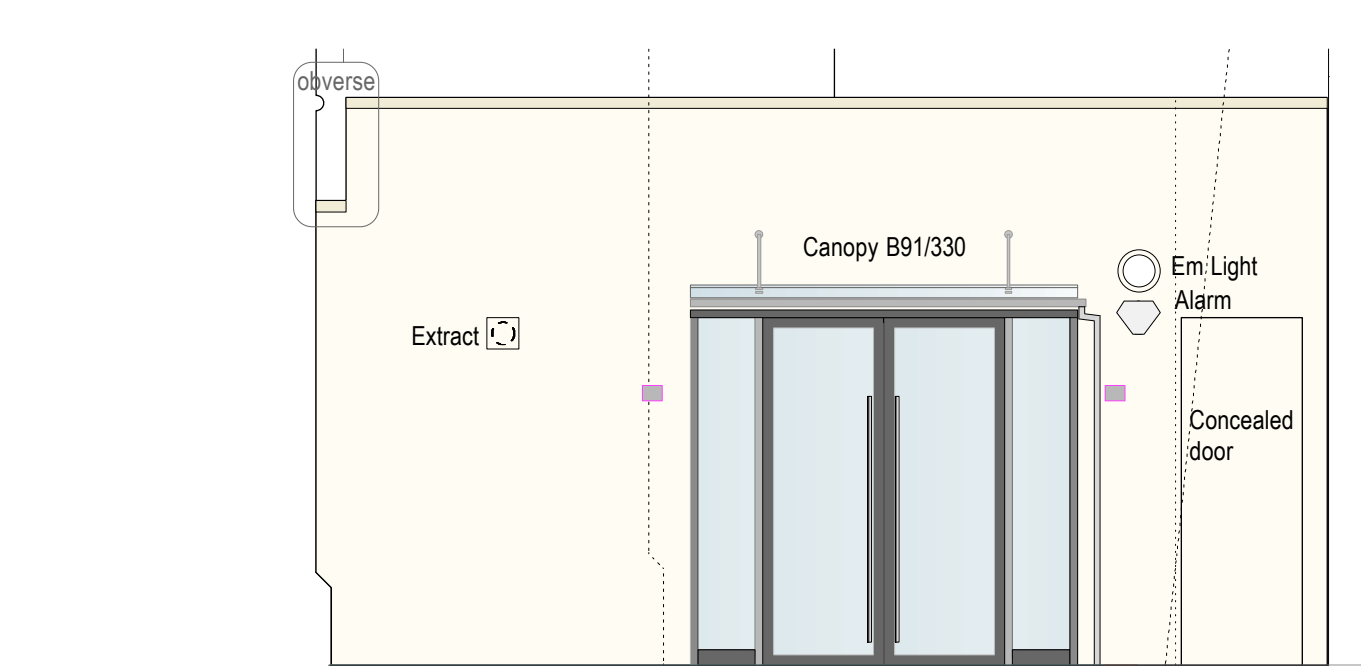 obverse
Canopy B91/330
Em Light
Alarm
Extract
Concealed
door